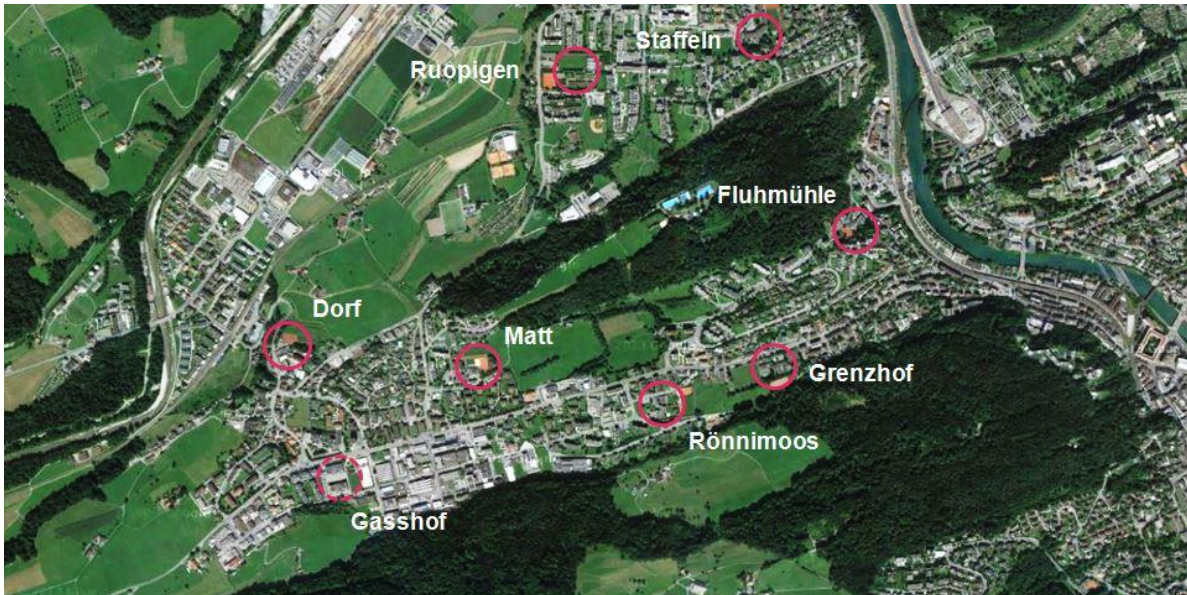 Staffeln
Ruopigen
Fluhmühle
Dorf
Matt
Grenzhof
Rönnimoos
Gasshof